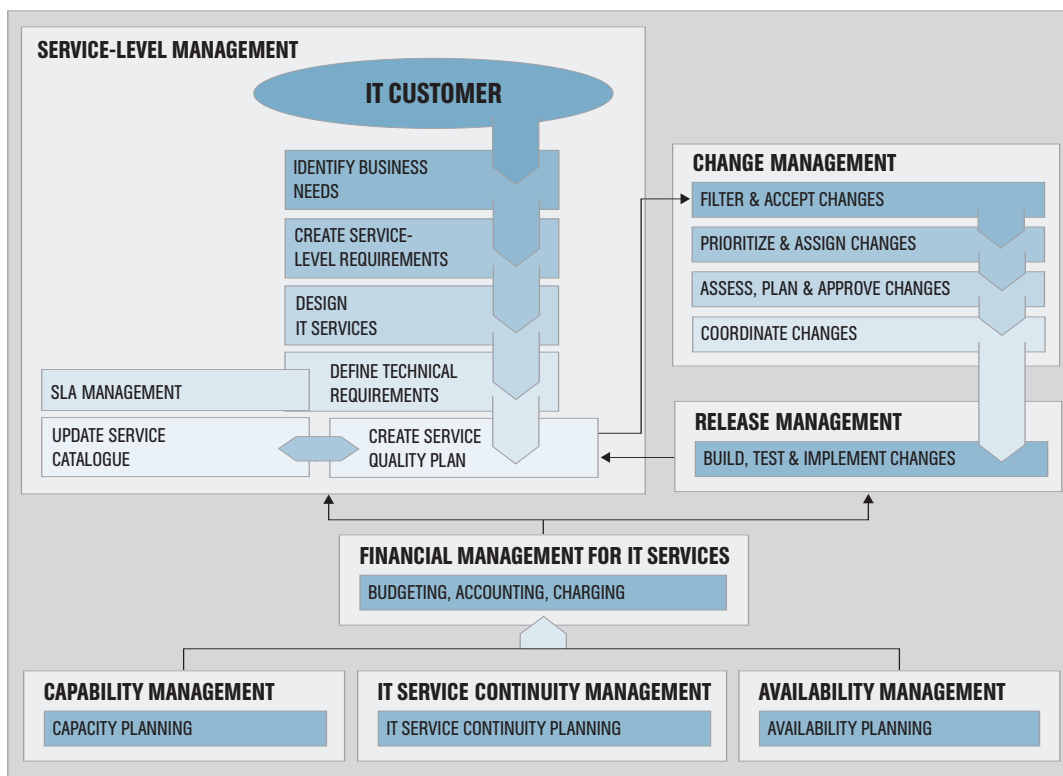 SERVICE-LEVEL MANAGEMENT
IT CUSTOMER
IDENTIFY BUSINESS
NEEDS
CREATE SERVICE-
LEVEL REQUIREMENTS
DESIGN
IT SERVICES
DEFINE TECHNICAL
REQUIREMENTS
SLA MANAGEMENT
UPDATE SERVICE
CATALOGUE
CREATE SERVICE
QUALITY PLAN
CHANGE MANAGEMENT
FILTER & ACCEPT CHANGES
PRIORITIZE & ASSIGN CHANGES
ASSESS, PLAN & APPROVE CHANGES
COORDINATE CHANGES
RELEASE MANAGEMENT
BUILD, TEST & IMPLEMENT CHANGES
FINANCIAL MANAGEMENT FOR IT SERVICES
BUDGETING, ACCOUNTING, CHARGING
CAPABILITY MANAGEMENT
CAPACITY PLANNING
IT SERVICE CONTINUITY MANAGEMENT
IT SERVICE CONTINUITY PLANNING
AVAILABILITY MANAGEMENT
AVAILABILITY PLANNING